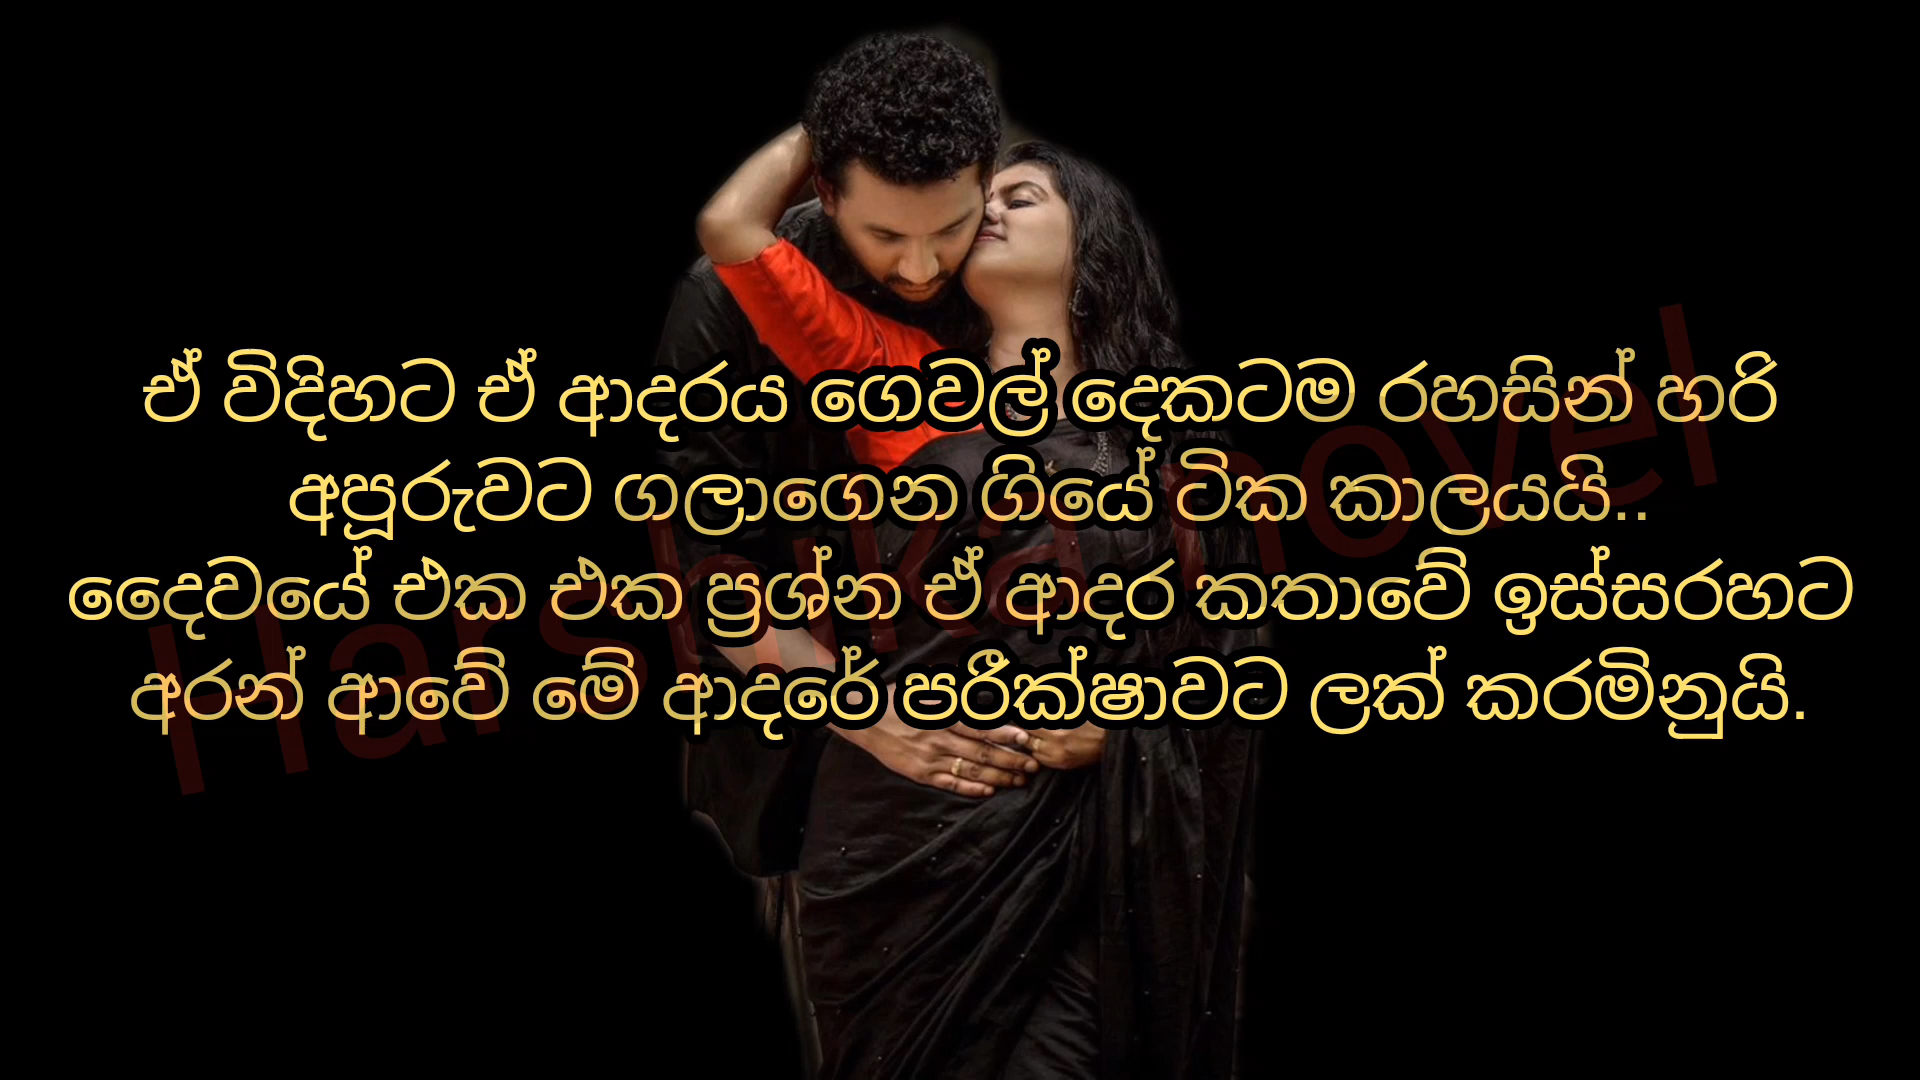 ඒ විදිහට ඒ ආදරය ගෙවල් දෙකටම රහසින් හරි
අපූරුවට ගලාගෙන ගියේ ටික කාලයයි..
දෛවයේ එක එක ප්‍රශ්න ඒ ආදර කතාවේ ඉස්සරහට
අරන් ආවේ මේ ආදරේ පරීක්ෂාවට ලක් කරමිනුයි.
Harshika novel